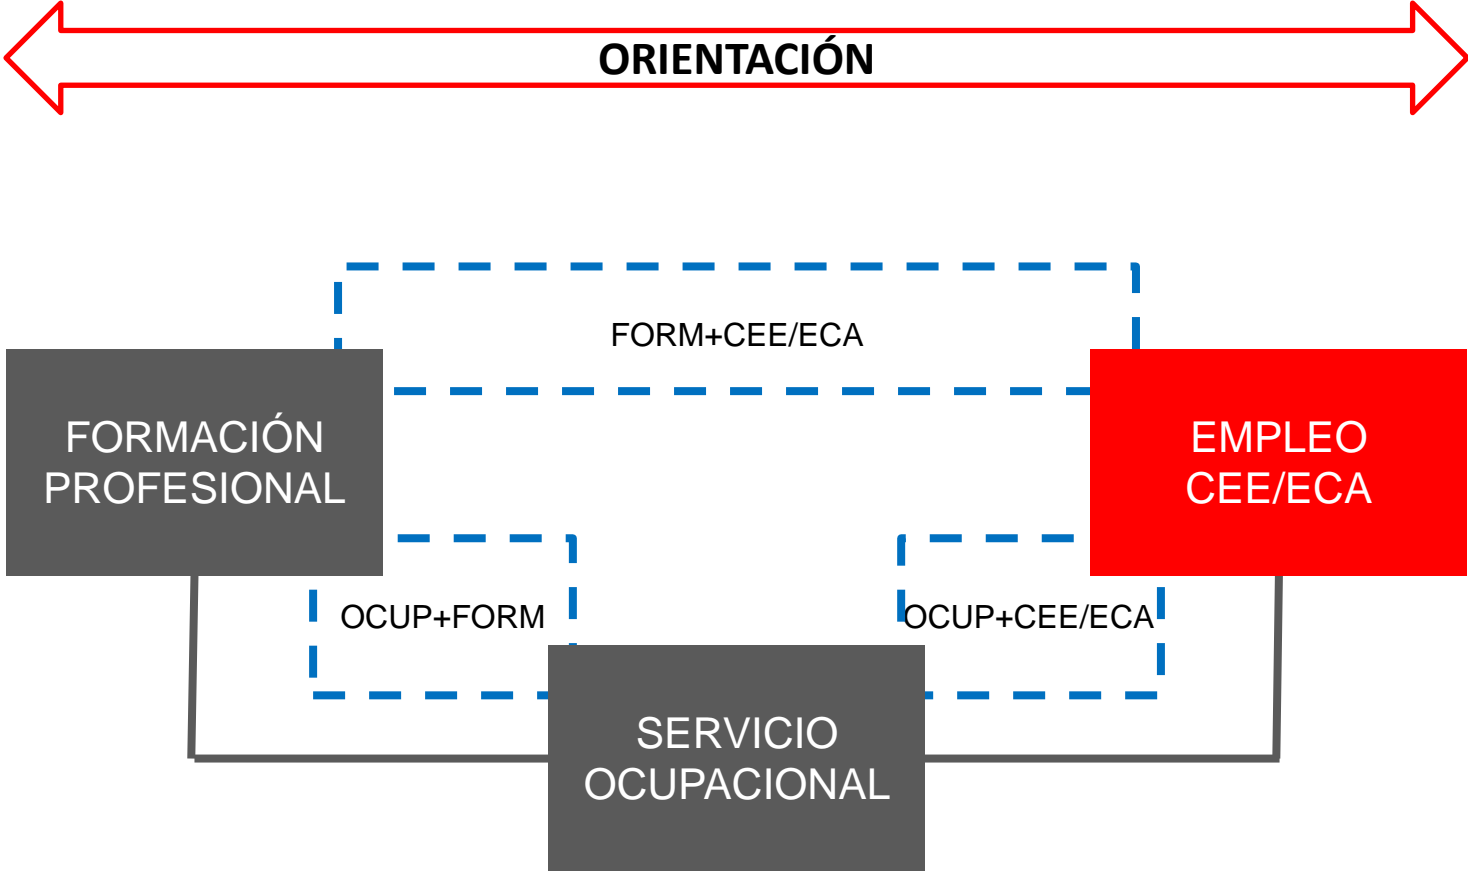 ORIENTACIÓN
FORM+CEE/ECA
FORMACIÓN
PROFESIONAL
EMPLEO
CEE/ECA
OCUP+FORM
OCUP+CEE/ECA
SERVICIO
OCUPACIONAL